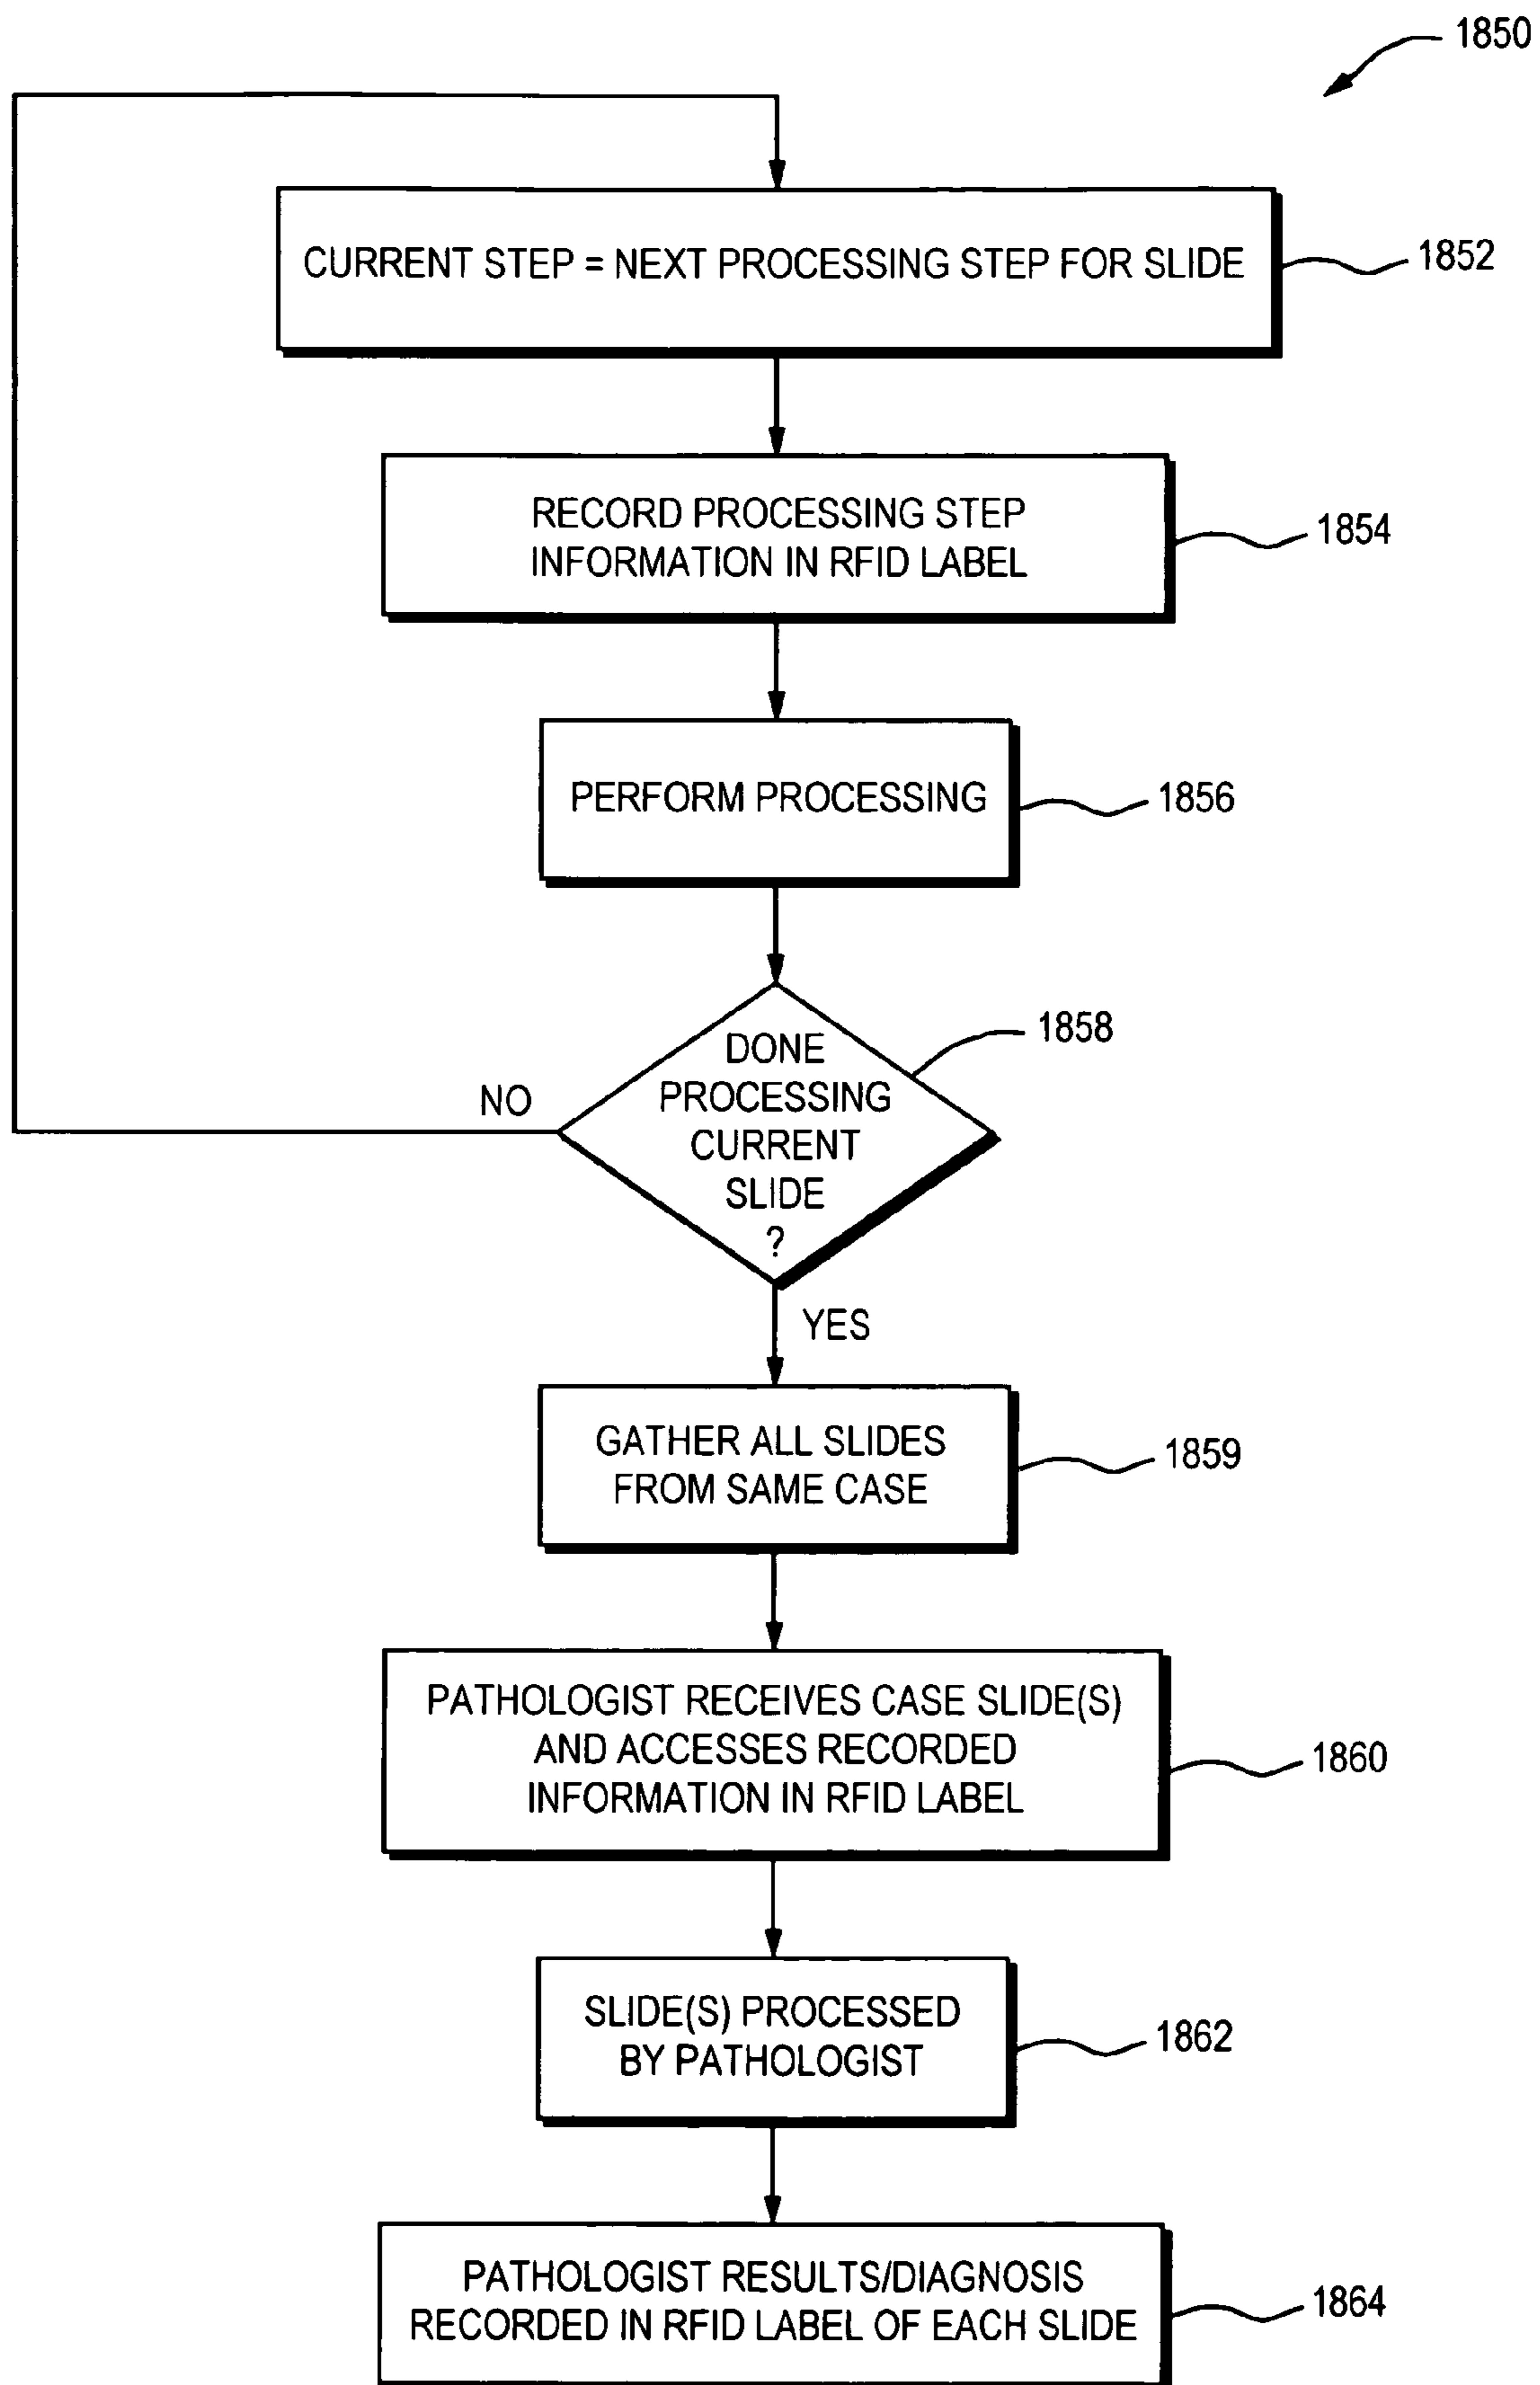 1850
CURRENT STEP = NEXT PROCESSING STEP FOR SLIDE
1852
RECORD PROCESSING STEP
INFORMATION IN RFID LABEL
1854
PERFORM PROCESSING
1856
DONE
PROCESSING
CURRENT
SLIDE
?
1858
NO
YES
GATHER ALL SLIDES
FROM SAME CASE
1859
PATHOLOGIST RECEIVES CASE SLIDE(S)
AND ACCESSES RECORDED
INFORMATION IN RFID LABEL
1860
SLIDE(S) PROCESSED
BY PATHOLOGIST
1862
PATHOLOGIST RESULTS/DIAGNOSIS
RECORDED IN RFID LABEL OF EACH SLIDE
1864